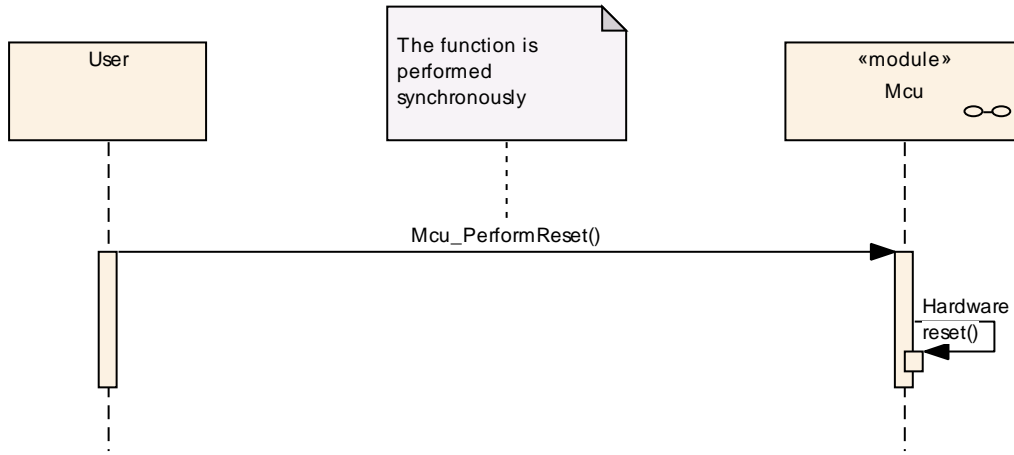 User
The function is
performed
synchronously
«module»
Mcu
Mcu_PerformReset()
Hardware
reset()